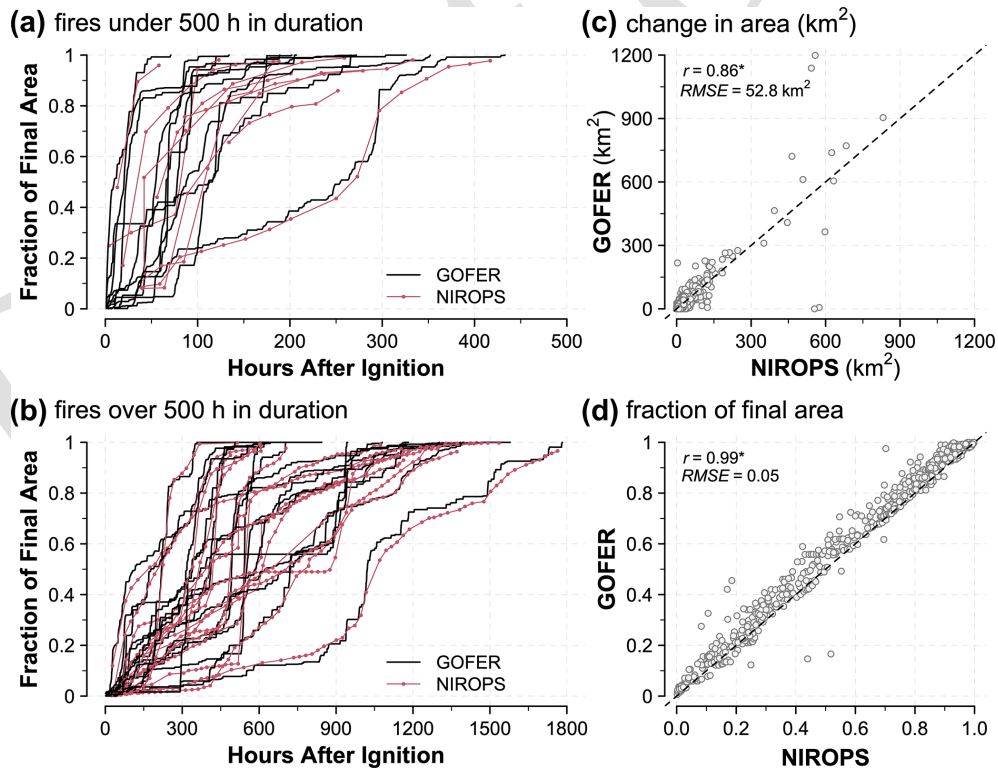 (a) fires under 500 h in duration
Fraction of Final Area
1
0.8
0.6
0.4
0.2
0
GOFER
NIROPS
0 100 200 300 400 500
Hours After Ignition
(c) change in area (km²)
r = 0.86*
RMSE = 52.8 km²
GOFER (km²)
1200
900
600
300
0
0 300 600 900 1200
NIROPS (km²)
(b) fires over 500 h in duration
Fraction of Final Area
1
0.8
0.6
0.4
0.2
0
GOFER
NIROPS
0 300 600 900 1200 1500 1800
Hours After Ignition
(d) fraction of final area
r = 0.99*
RMSE = 0.05
GOFER
1
0.8
0.6
0.4
0.2
0
0.0 0.2 0.4 0.6 0.8 1.0
NIROPS